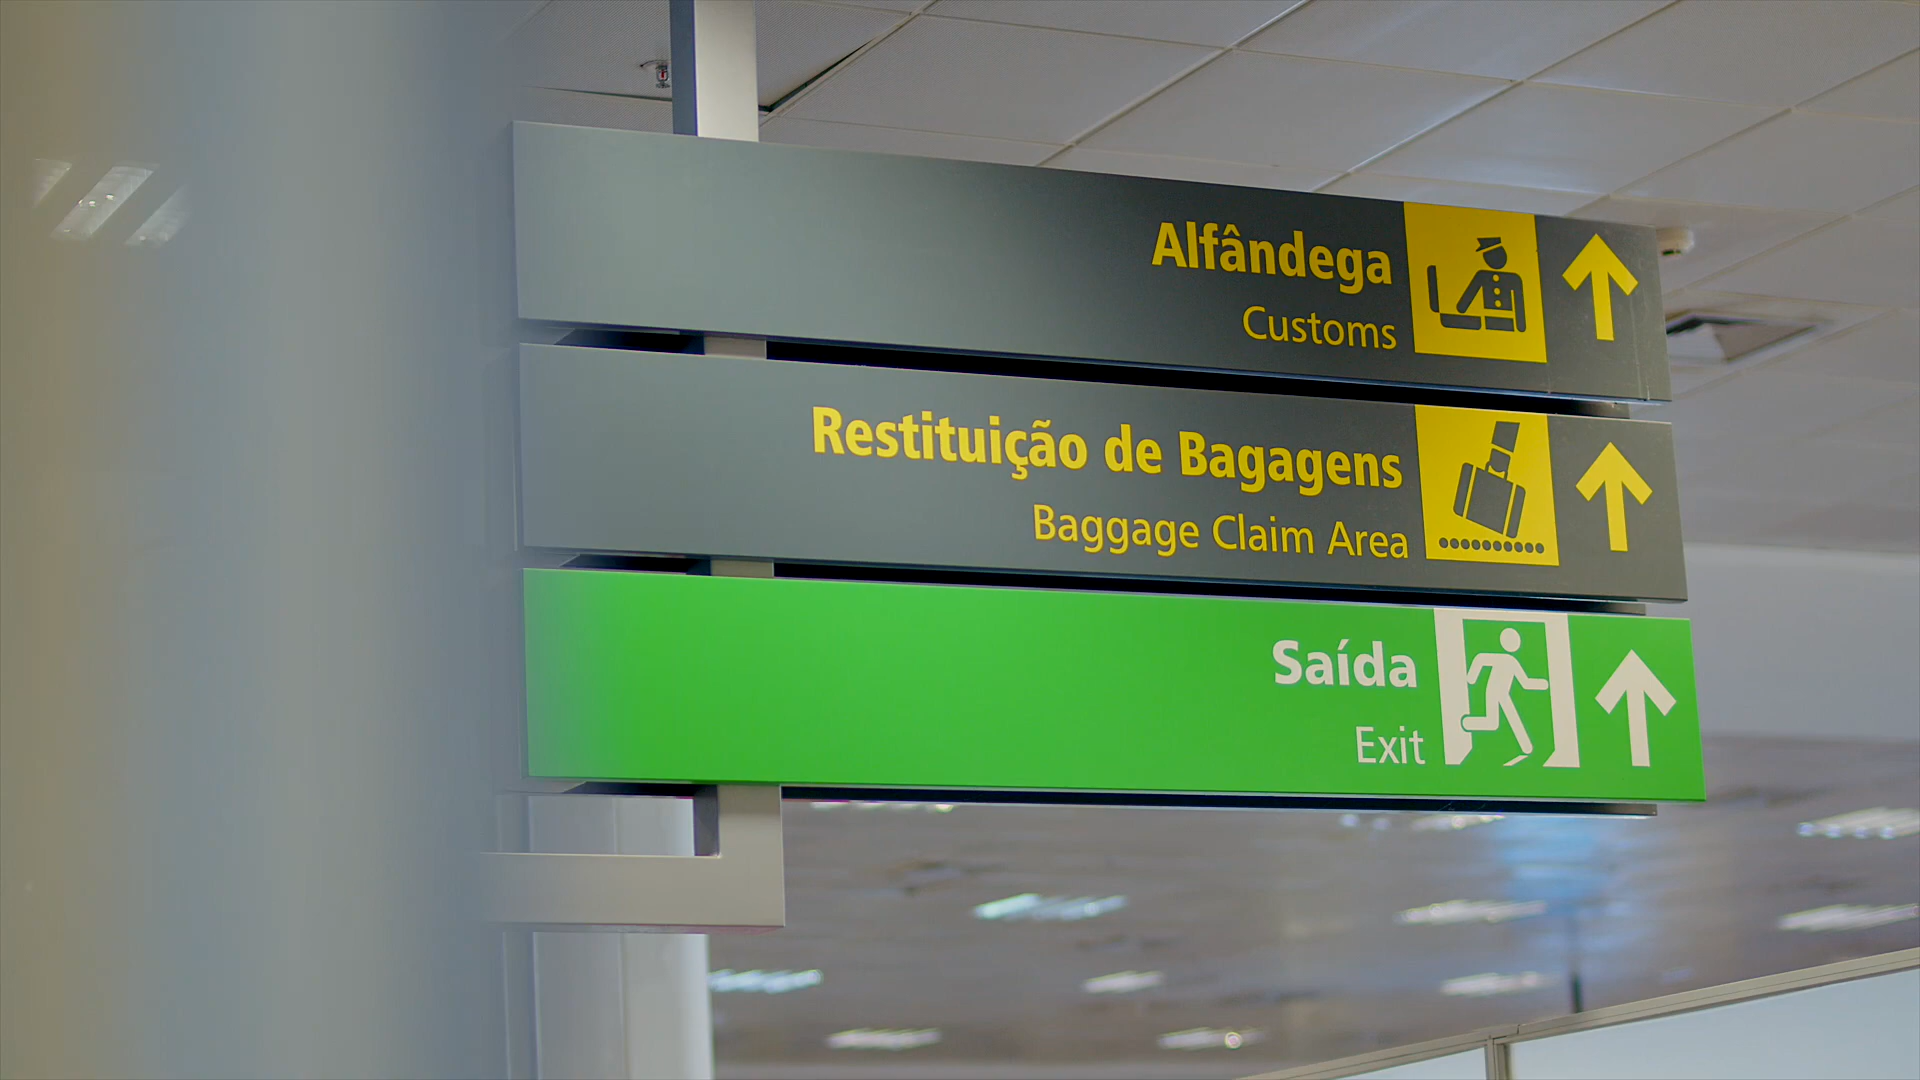 Alfândega
Customs
Restituição de Bagagens
Baggage Claim Area
Saída
Exit